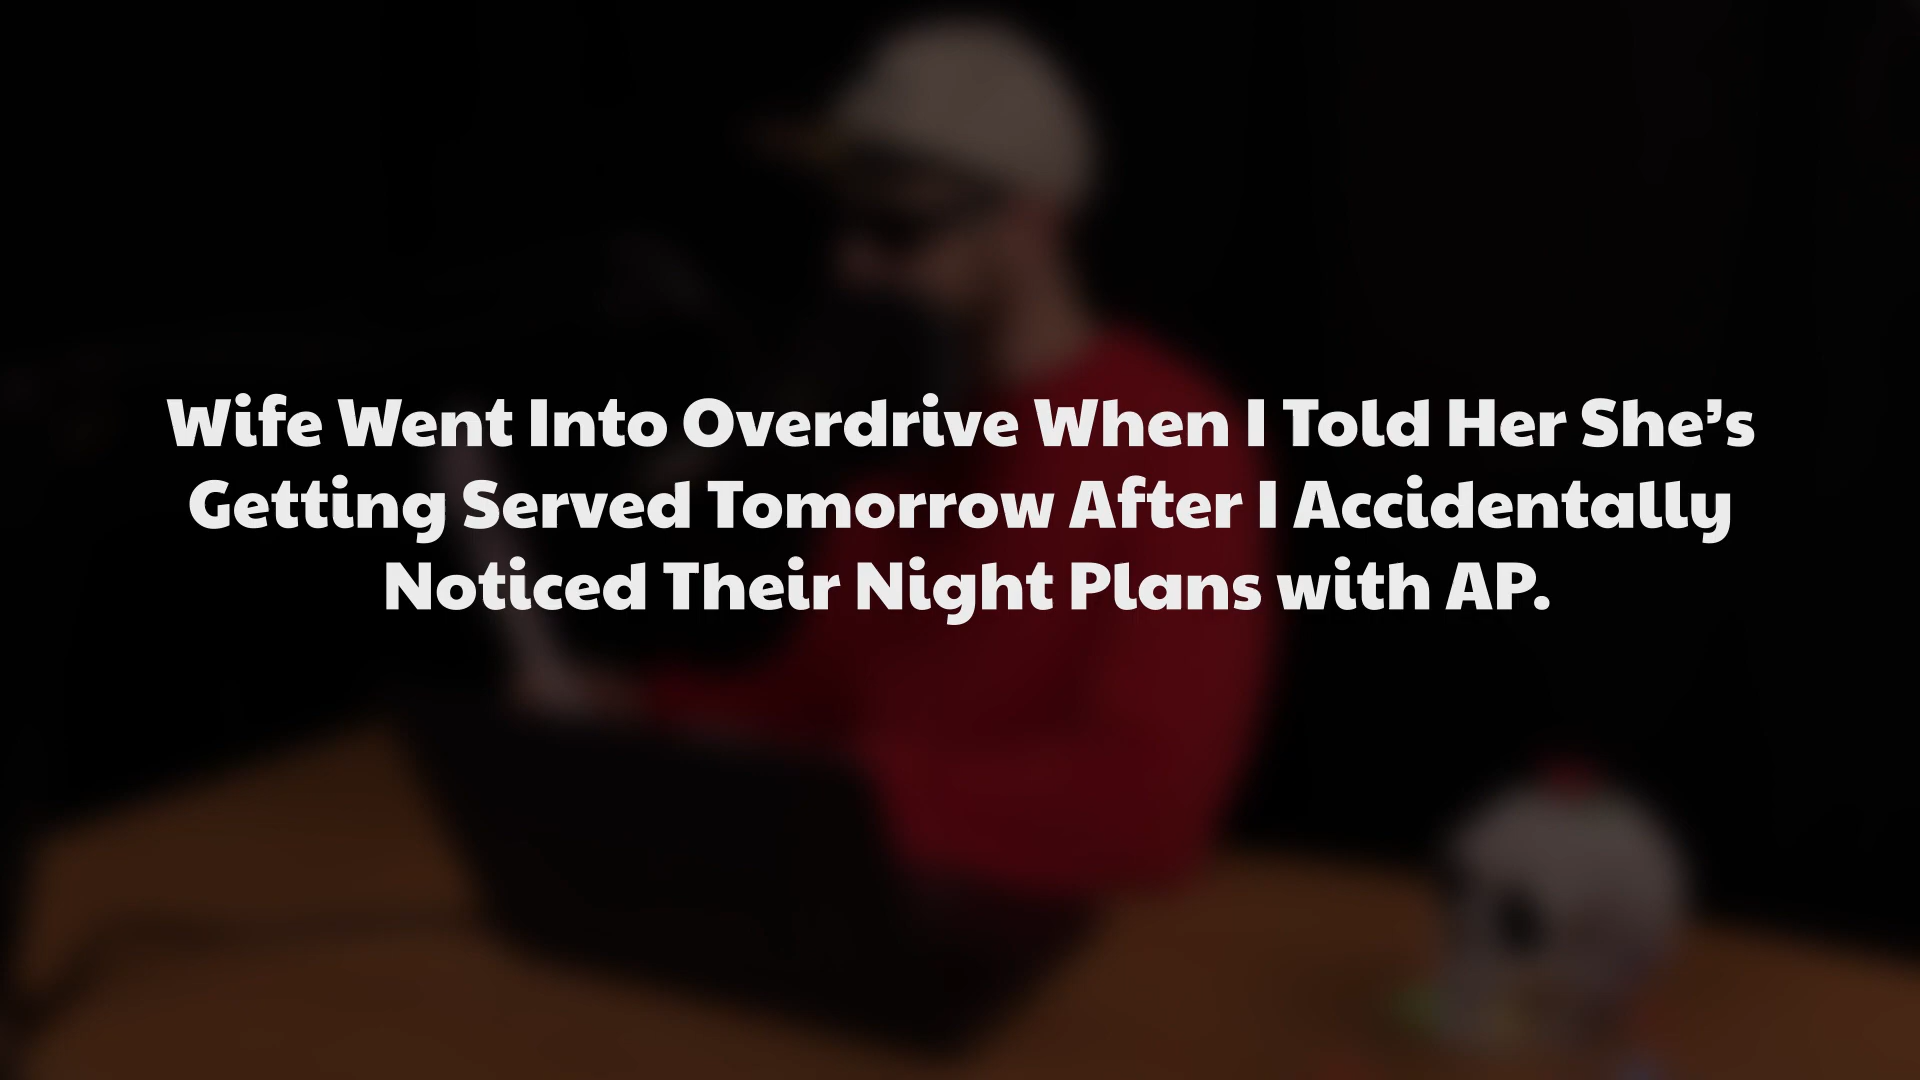 Wife Went Into Overdrive When I Told Her She’s
Getting Served Tomorrow After I Accidentally
Noticed Their Night Plans with AP.